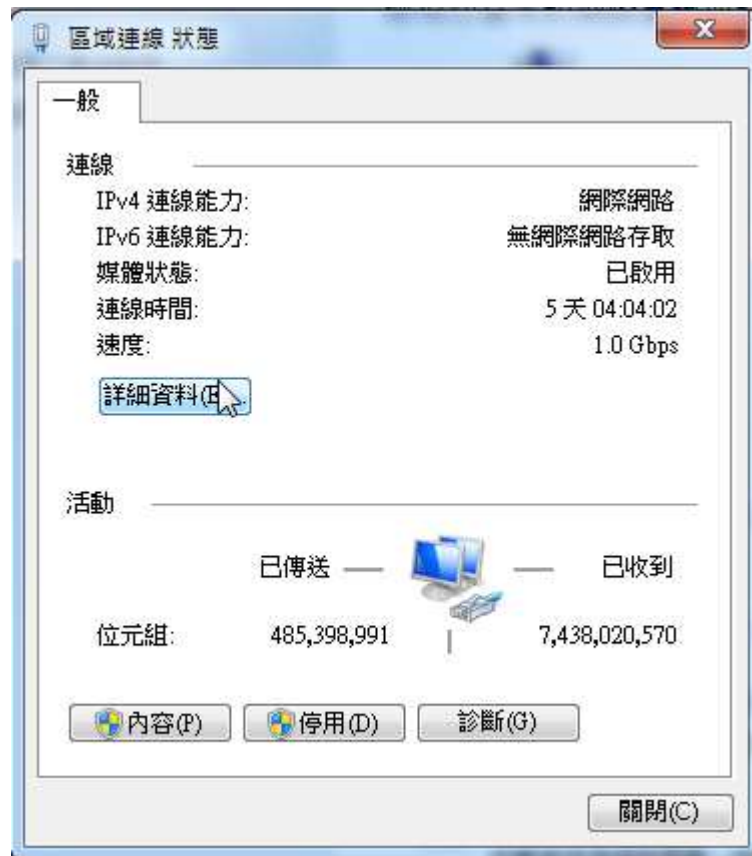 區域連線 狀態
一般
連線
IPv4 連線能力: 網際網路
IPv6 連線能力: 無網際網路存取
媒體狀態: 已啟用
連線時間: 5 天 04:04:02
速度: 1.0 Gbps
詳細資料(E)...
活動
已傳送 已收到
位元組: 485,398,991 7,438,020,570
內容(P) 停用(D) 診斷(G)
關閉(C)